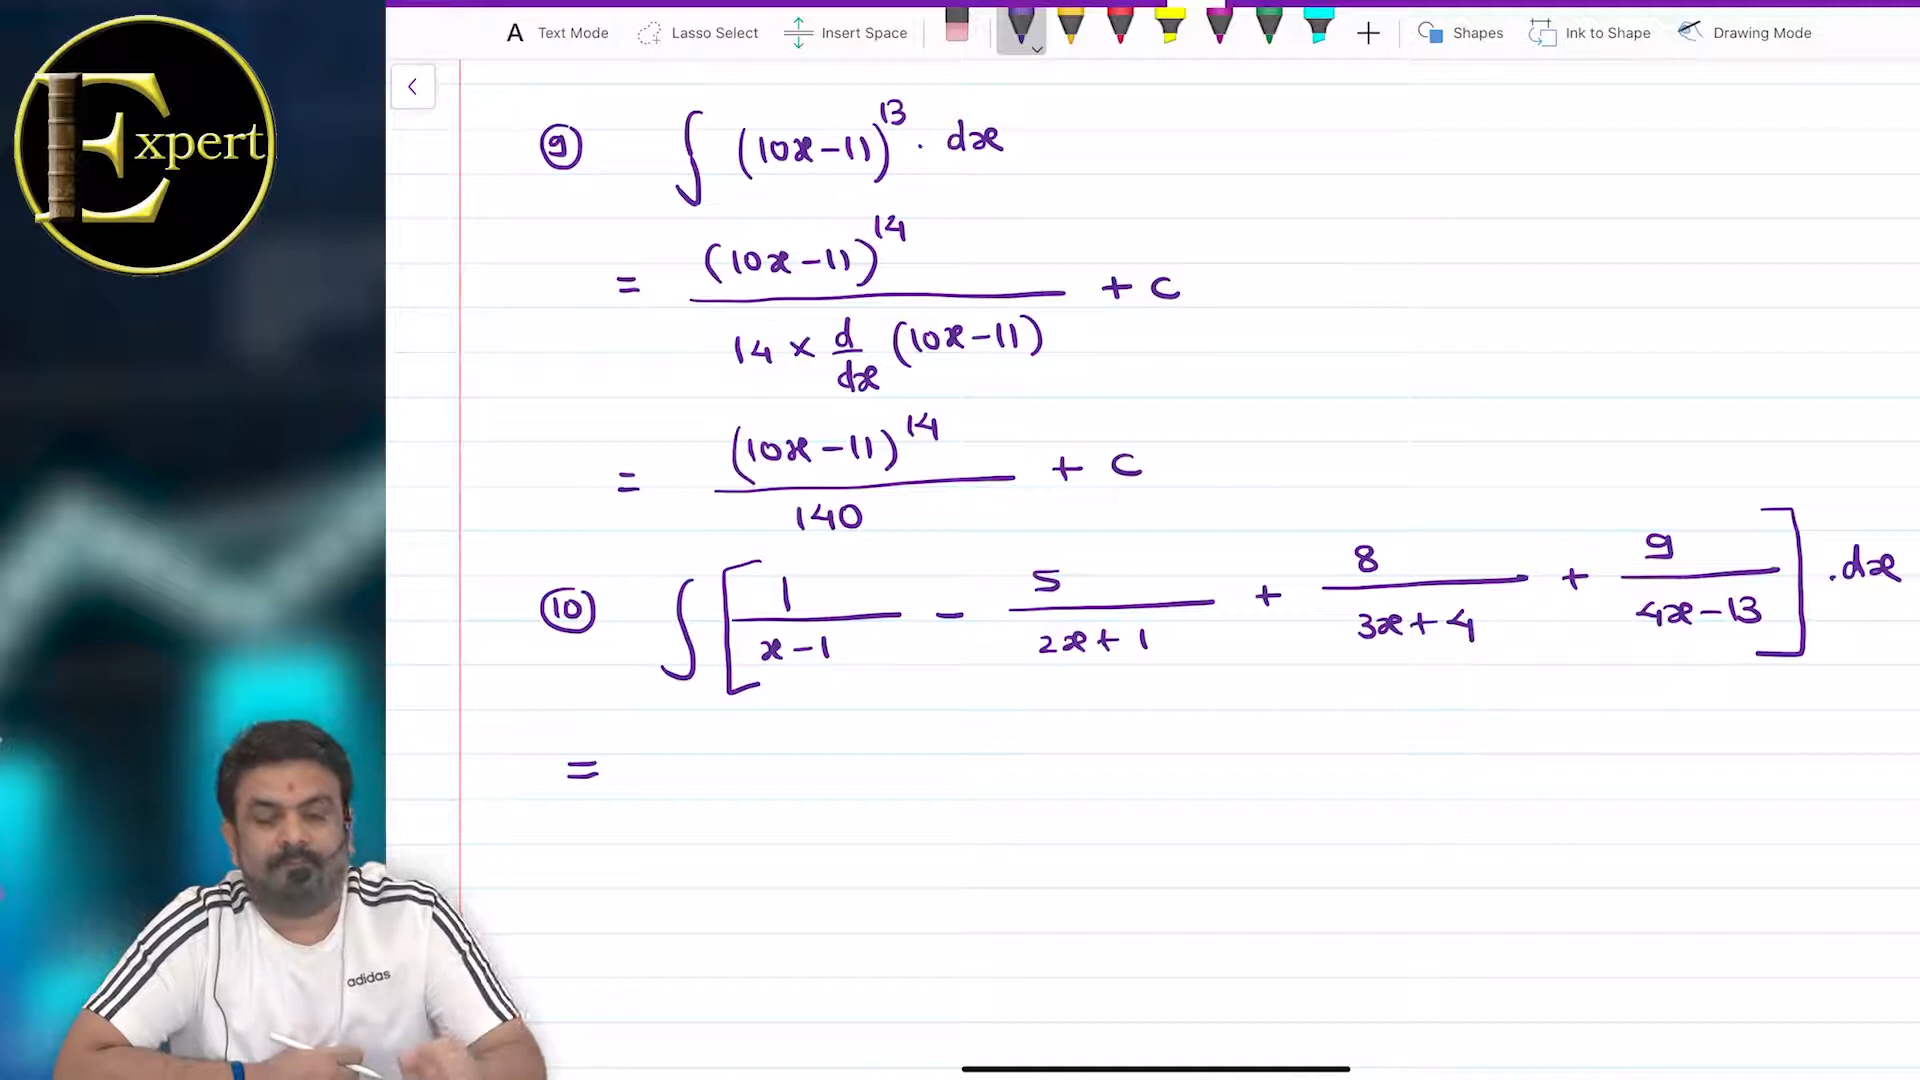 Expert
A Text Mode Lasso Select Insert Space Shapes Ink to Shape Drawing Mode
9 ∫ (10x-11)^13 . dx
= (10x-11)^14 / (14 × d/dx (10x-11)) + c
= (10x-11)^14 / 140 + c
10 ∫ [ 1/(x-1) - 5/(2x+1) + 8/(3x+4) + 9/(4x-13) ] . dx
=
adidas